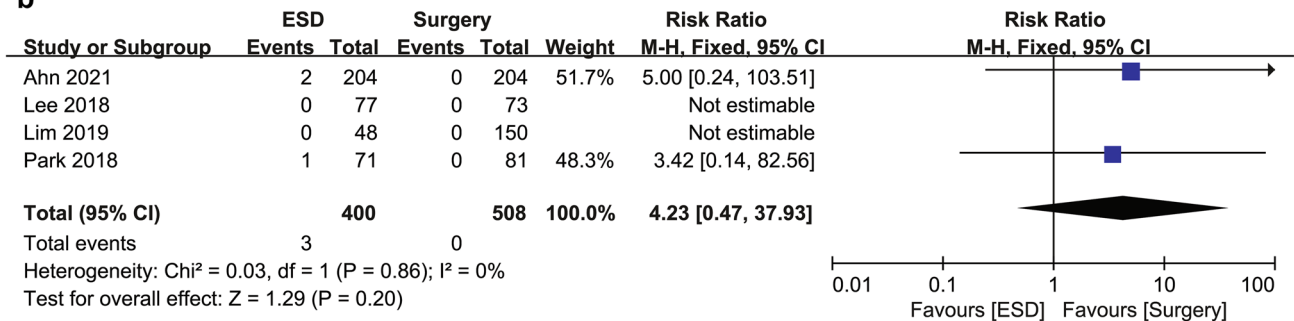 b
ESD Surgery Risk Ratio Risk Ratio
Study or Subgroup Events Total Events Total Weight M-H, Fixed, 95% CI M-H, Fixed, 95% CI
Ahn 2021 2 204 0 204 51.7% 5.00 [0.24, 103.51]
Lee 2018 0 77 0 73 Not estimable
Lim 2019 0 48 0 150 Not estimable
Park 2018 1 71 0 81 48.3% 3.42 [0.14, 82.56]
Total (95% CI) 400 508 100.0% 4.23 [0.47, 37.93]
Total events 3 0
Heterogeneity: Chi² = 0.03, df = 1 (P = 0.86); I² = 0%
Test for overall effect: Z = 1.29 (P = 0.20)
0.01 0.1 1 10 100
Favours [ESD] Favours [Surgery]